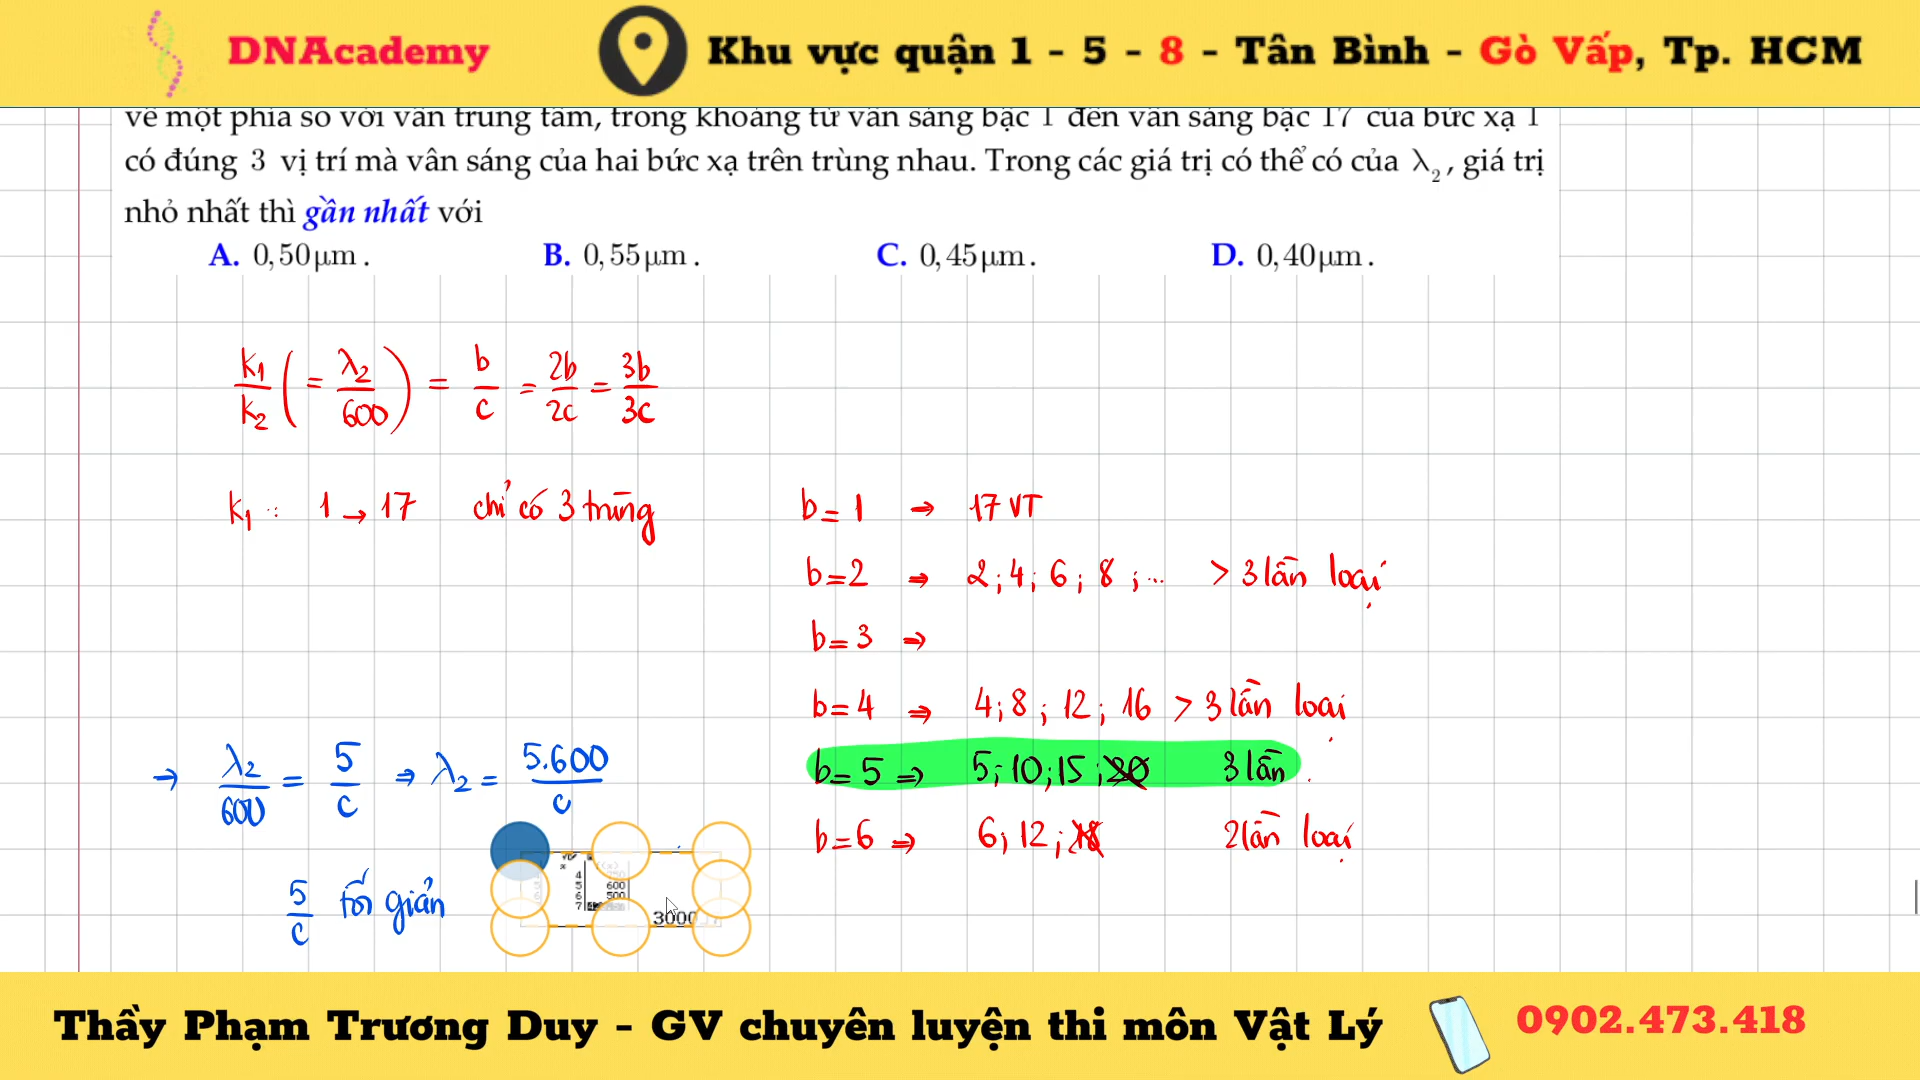 DNAcademy
Khu vực quận 1 - 5 - 8 - Tân Bình - Gò Vấp, Tp. HCM
về một phía so với vân trung tâm, trong khoảng từ vân sáng bậc 1 đến vân sáng bậc 17 của bức xạ 1
có đúng 3 vị trí mà vân sáng của hai bức xạ trên trùng nhau. Trong các giá trị có thể có của λ₂, giá trị
nhỏ nhất thì gần nhất với
A. 0,50μm. B. 0,55μm. C. 0,45μm. D. 0,40μm.
k₁/k₂ (= λ₂/600) = b/c = 2b/2c = 3b/3c
k₁ : 1 → 17 chỉ có 3 trùng
b = 1 → 17 VT
b = 2 ⇒ 2; 4; 6; 8; ... > 3 lần loại
b = 3 ⇒
b = 4 ⇒ 4; 8; 12; 16 > 3 lần loại
b = 5 ⇒ 5; 10; 15; 20 3 lần
b = 6 ⇒ 6; 12; 18 2 lần loại
→ λ₂/600 = 5/c ⇒ λ₂ = 5.600/c
5/c tối giản
x
4
5 600
6 500
7
3000
Thầy Phạm Trương Duy - GV chuyên luyện thi môn Vật Lý
0902.473.418